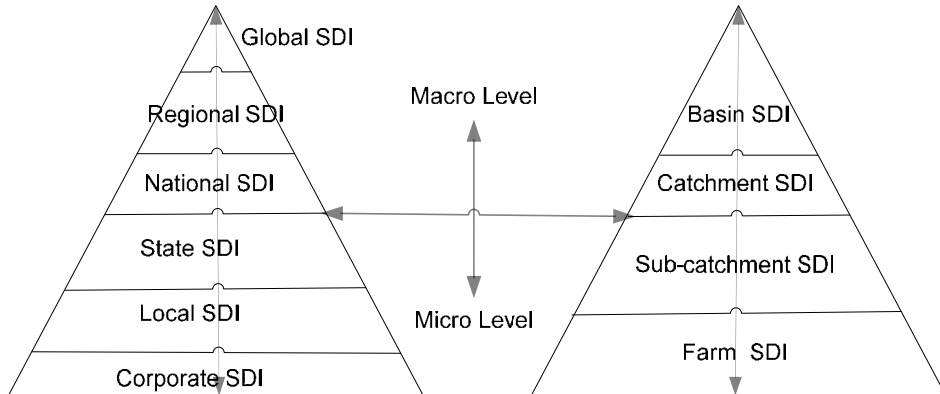 Global SDI
Regional SDI
National SDI
State SDI
Local SDI
Corporate SDI
Macro Level
Micro Level
Basin SDI
Catchment SDI
Sub-catchment SDI
Farm SDI